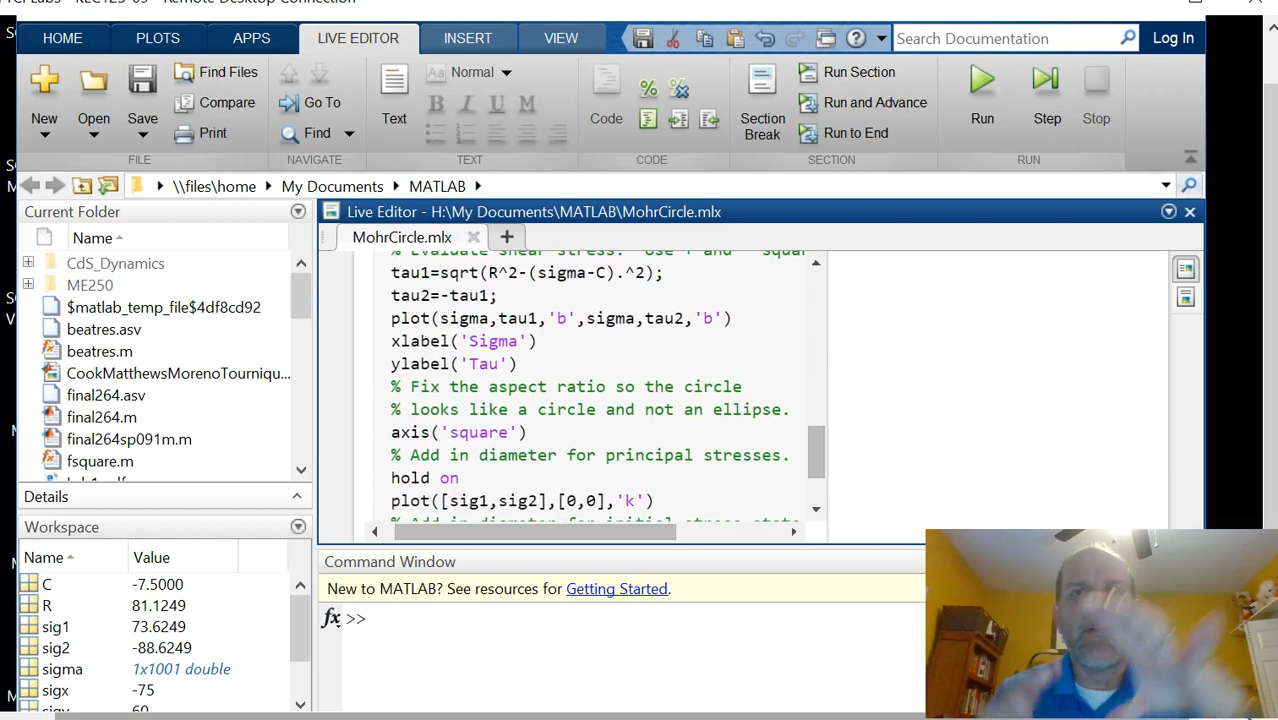 HOME PLOTS APPS LIVE EDITOR INSERT VIEW Search Documentation Log In
New Open Save Find Files Compare Print
Go To Find
Text Normal B I U M
Code
Section Break Run Section Run and Advance Run to End
Run Step Stop
FILE NAVIGATE TEXT CODE SECTION RUN
\\files\home My Documents MATLAB
Current Folder
Name
CdS_Dynamics
ME250
$matlab_temp_file$4df8cd92
beatres.asv
beatres.m
CookMatthewsMorenoTourniqu...
final264.asv
final264.m
final264sp091m.m
fsquare.m
Details
Workspace
Name Value
C -7.5000
R 81.1249
sig1 73.6249
sig2 -88.6249
sigma 1x1001 double
sigx -75
Live Editor - H:\My Documents\MATLAB\MohrCircle.mlx
MohrCircle.mlx
tau1=sqrt(R^2-(sigma-C).^2);
tau2=-tau1;
plot(sigma,tau1,'b',sigma,tau2,'b')
xlabel('Sigma')
ylabel('Tau')
% Fix the aspect ratio so the circle
% looks like a circle and not an ellipse.
axis('square')
% Add in diameter for principal stresses.
hold on
plot([sig1,sig2],[0,0],'k')
Command Window
New to MATLAB? See resources for Getting Started.
fx >>